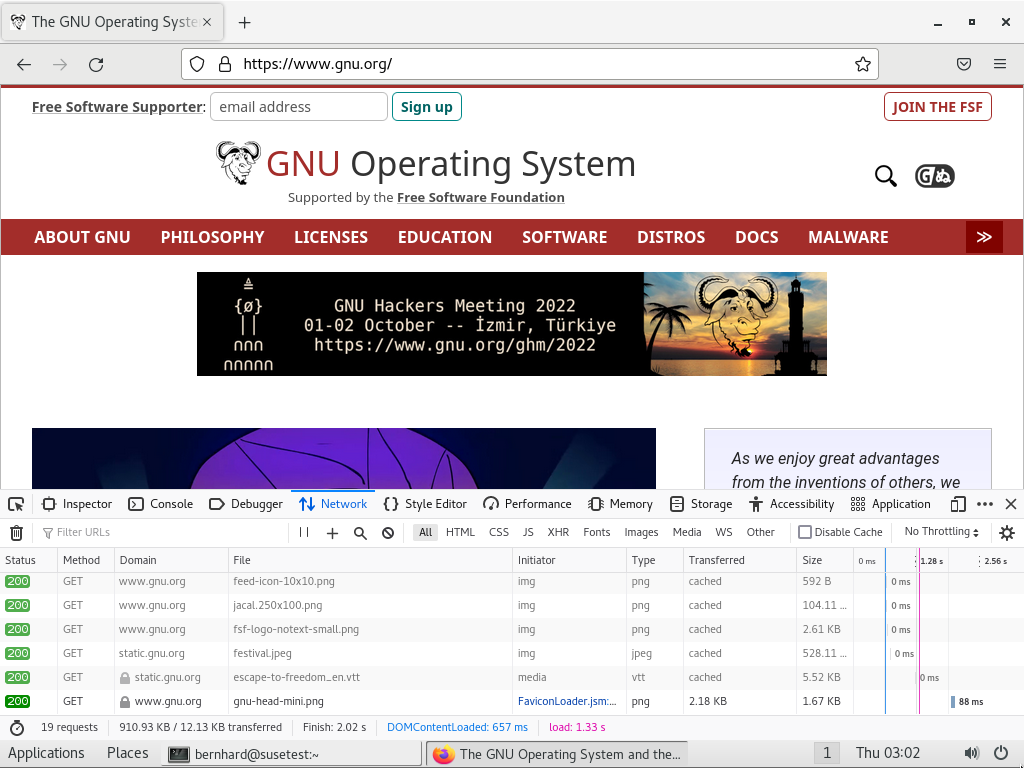 The GNU Operating Syste
https://www.gnu.org/
Free Software Supporter: email address Sign up JOIN THE FSF
GNU Operating System
Supported by the Free Software Foundation
ABOUT GNU PHILOSOPHY LICENSES EDUCATION SOFTWARE DISTROS DOCS MALWARE ≫
GNU Hackers Meeting 2022
01-02 October -- İzmir, Türkiye
https://www.gnu.org/ghm/2022
As we enjoy great advantages
from the inventions of others, we
Inspector Console Debugger Network Style Editor Performance Memory Storage Accessibility Application
Filter URLs All HTML CSS JS XHR Fonts Images Media WS Other Disable Cache No Throttling
Status Method Domain File Initiator Type Transferred Size 0 ms 1.28 s 2.56 s
200 GET www.gnu.org feed-icon-10x10.png img png cached 592 B 0 ms
200 GET www.gnu.org jacal.250x100.png img png cached 104.11 ... 0 ms
200 GET www.gnu.org fsf-logo-notext-small.png img png cached 2.61 KB 0 ms
200 GET static.gnu.org festival.jpeg img jpeg cached 528.11 ... 0 ms
200 GET static.gnu.org escape-to-freedom_en.vtt media vtt cached 5.52 KB 0 ms
200 GET www.gnu.org gnu-head-mini.png FaviconLoader.jsm:... png 2.18 KB 1.67 KB 88 ms
19 requests 910.93 KB / 12.13 KB transferred Finish: 2.02 s DOMContentLoaded: 657 ms load: 1.33 s
Applications Places bernhard@susetest:~ The GNU Operating System and the... 1 Thu 03:02